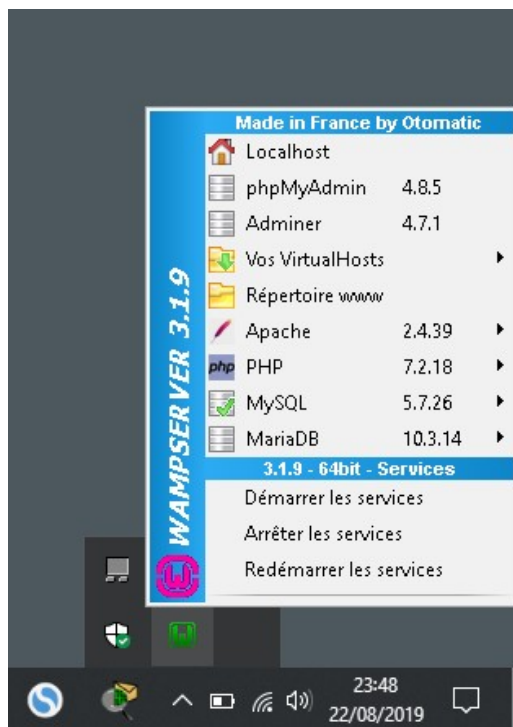 Made in France by Otomatic
Localhost
phpMyAdmin 4.8.5
Adminer 4.7.1
Vos VirtualHosts
Répertoire www
Apache 2.4.39
php PHP 7.2.18
MySQL 5.7.26
MariaDB 10.3.14
WAMPSERVER 3.1.9
3.1.9 - 64bit - Services
Démarrer les services
Arrêter les services
Redémarrer les services
23:48
22/08/2019